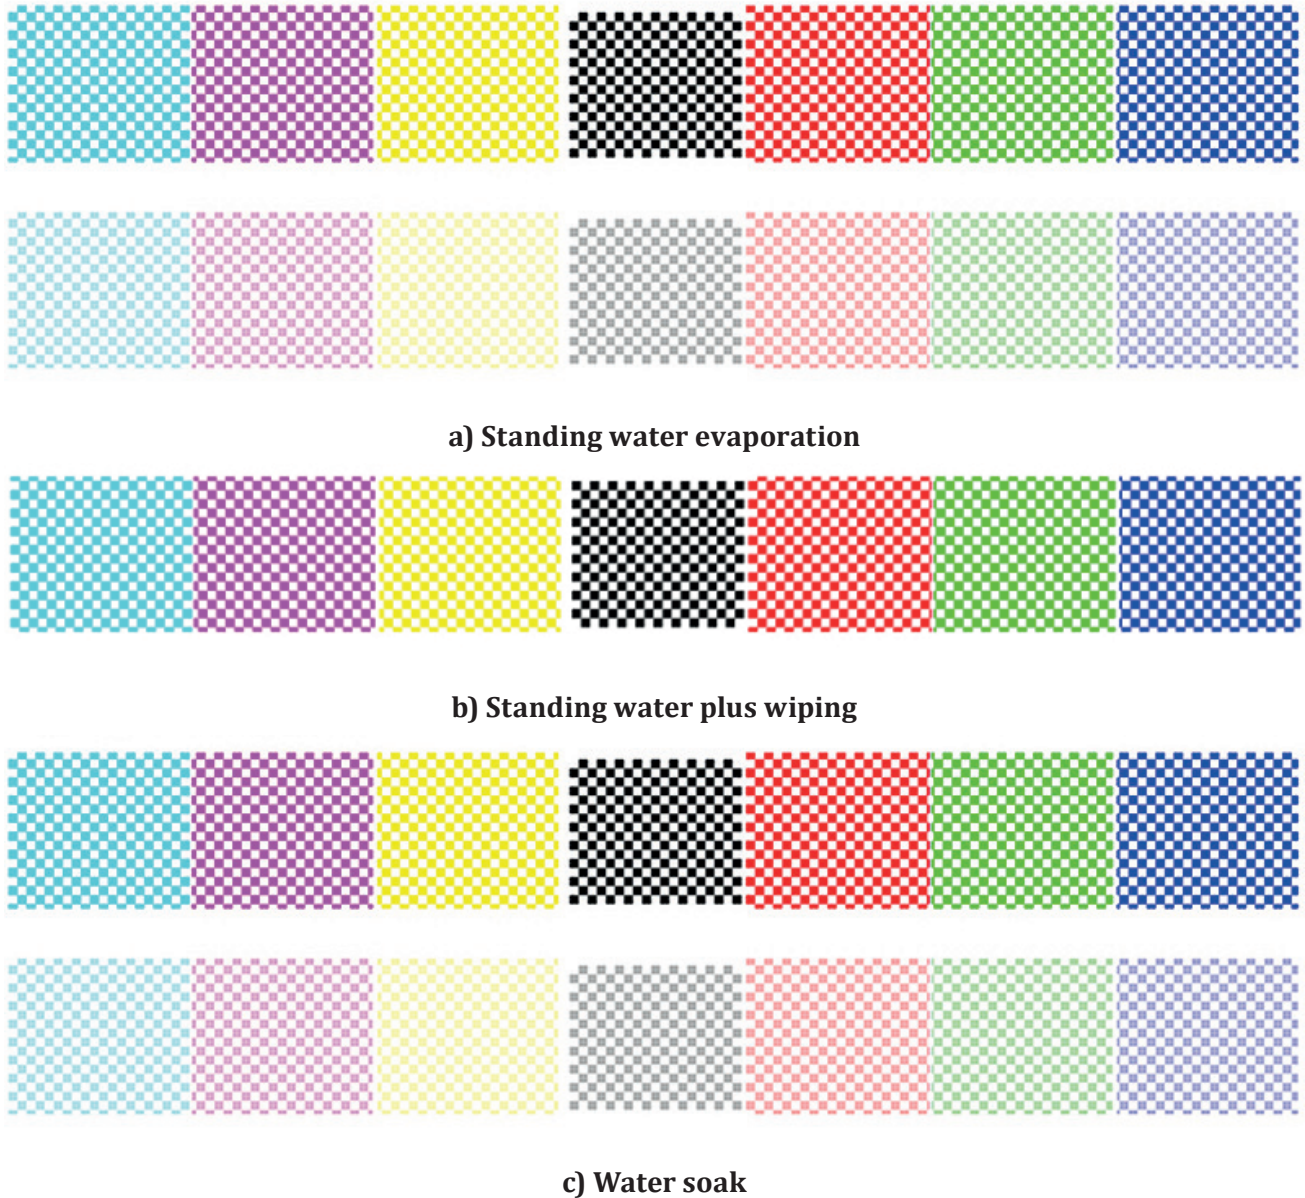 a) Standing water evaporation
b) Standing water plus wiping
c) Water soak